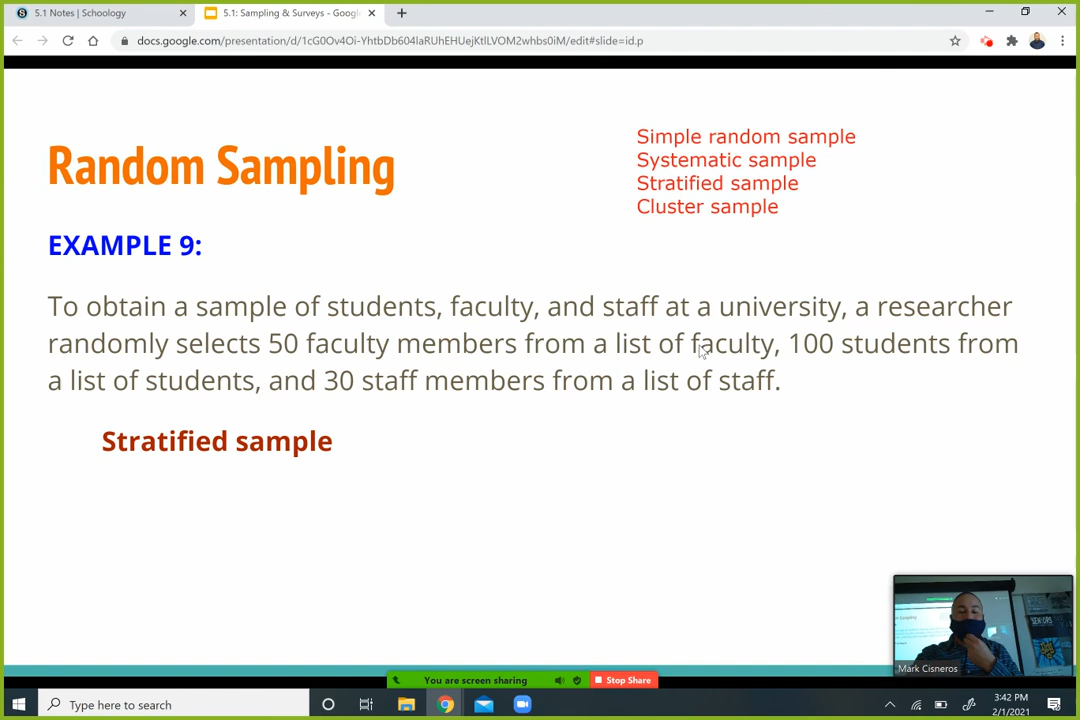 5.1 Notes | Schoology
5.1: Sampling & Surveys - Googl
docs.google.com/presentation/d/1cG0Ov4Oi-YhtbDb604laRUhEHUejKtlLVOM2whbs0iM/edit#slide=id.p
Random Sampling
Simple random sample
Systematic sample
Stratified sample
Cluster sample
EXAMPLE 9:
To obtain a sample of students, faculty, and staff at a university, a researcher
randomly selects 50 faculty members from a list of faculty, 100 students from
a list of students, and 30 staff members from a list of staff.
Stratified sample
SENIORS
Mark Cisneros
You are screen sharing
Stop Share
Type here to search
3:42 PM
2/1/2021